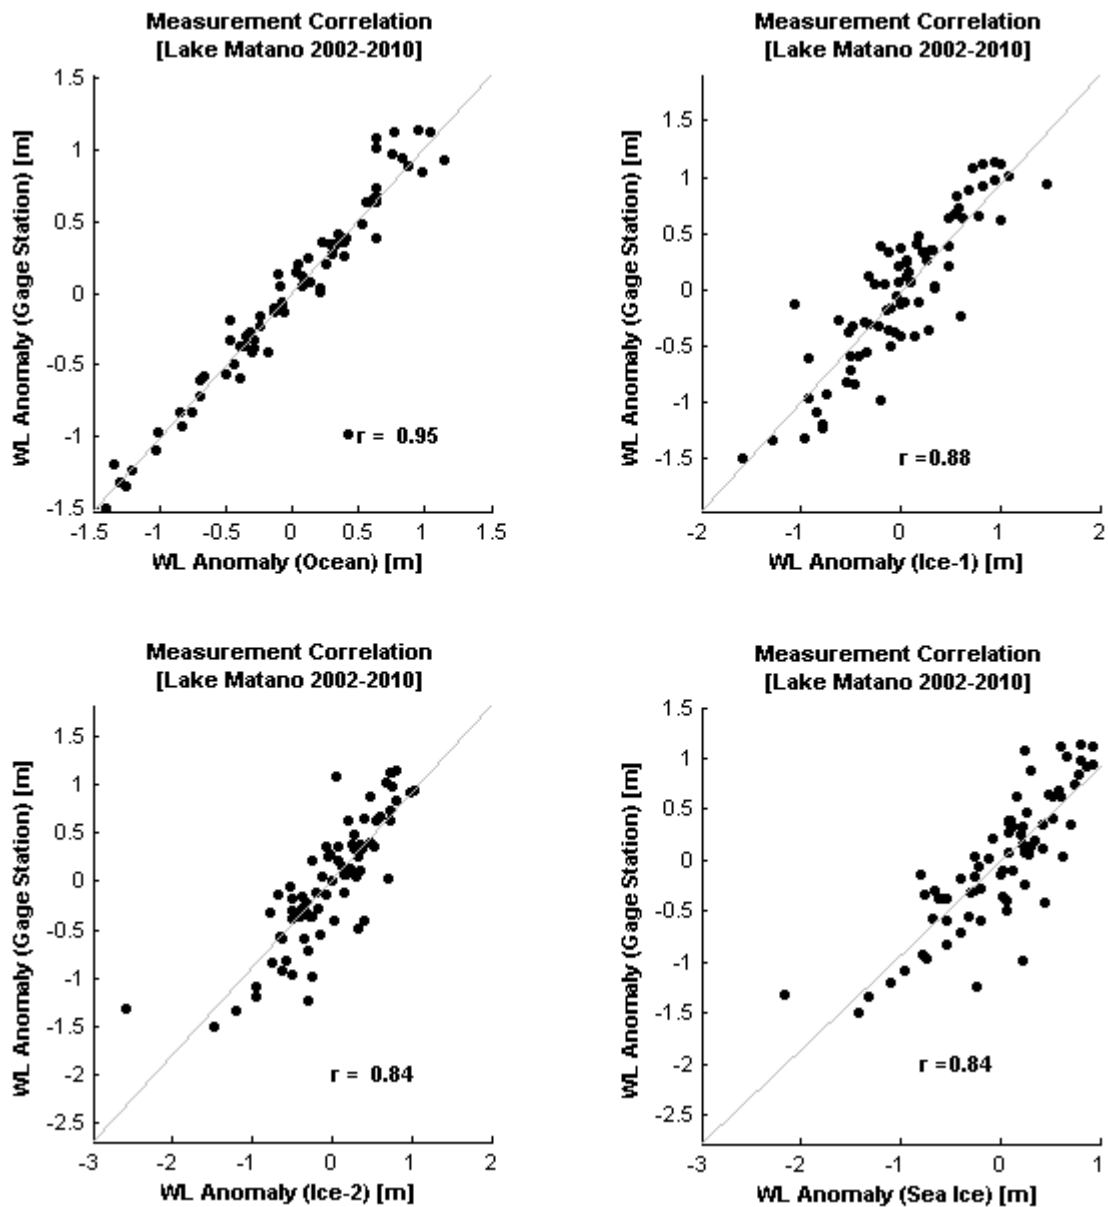 Measurement Correlation
[Lake Matano 2002-2010]
WL Anomaly (Gage Station) [m]
1.5
1
0.5
0
-0.5
-1
-1.5
r = 0.95
-1.5 -1 -0.5 0 0.5 1 1.5
WL Anomaly (Ocean) [m]
Measurement Correlation
[Lake Matano 2002-2010]
WL Anomaly (Gage Station) [m]
1.5
1
0.5
0
-0.5
-1
-1.5
r =0.88
-2 -1 0 1 2
WL Anomaly (Ice-1) [m]
Measurement Correlation
[Lake Matano 2002-2010]
WL Anomaly (Gage Station) [m]
1.5
1
0.5
0
-0.5
-1
-1.5
-2
-2.5
r = 0.84
-3 -2 -1 0 1 2
WL Anomaly (Ice-2) [m]
Measurement Correlation
[Lake Matano 2002-2010]
WL Anomaly (Gage Station) [m]
1.5
1
0.5
0
-0.5
-1
-1.5
-2
-2.5
r =0.84
-3 -2 -1 0 1
WL Anomaly (Sea Ice) [m]